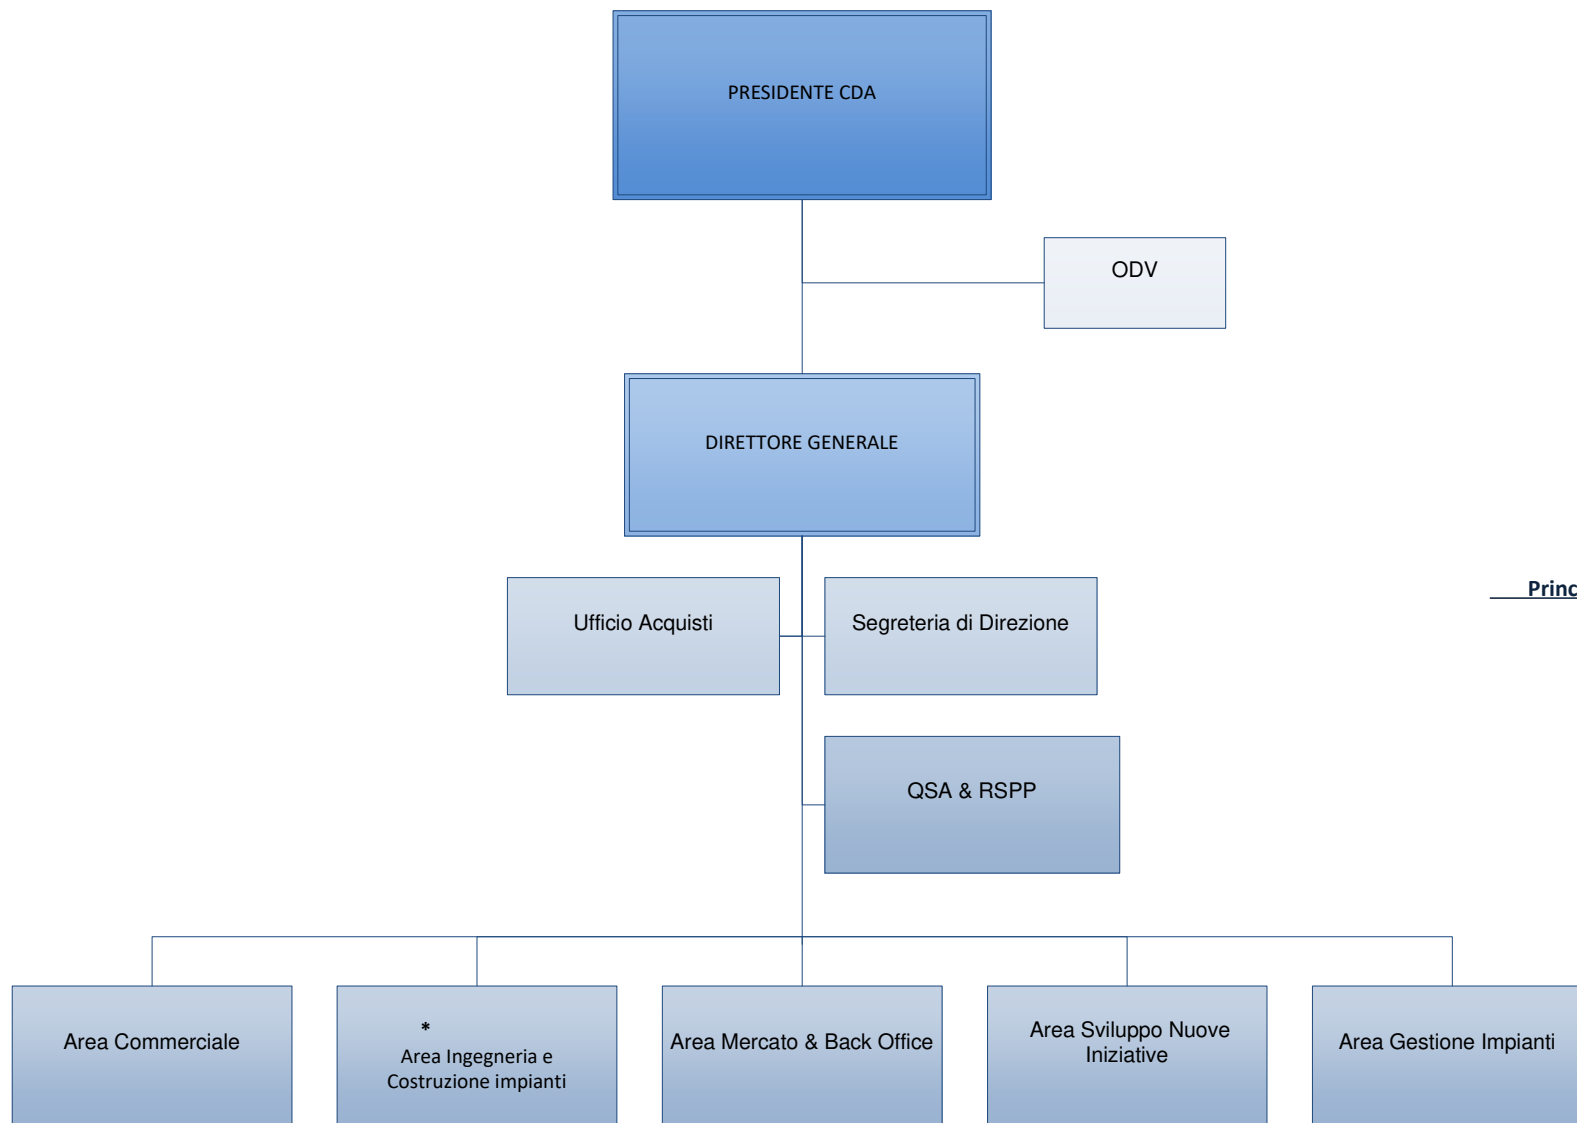 PRESIDENTE CDA
ODV
DIRETTORE GENERALE
Princ
Ufficio Acquisti
Segreteria di Direzione
QSA & RSPP
Area Commerciale
*
Area Ingegneria e
Costruzione impianti
Area Mercato & Back Office
Area Sviluppo Nuove
Iniziative
Area Gestione Impianti